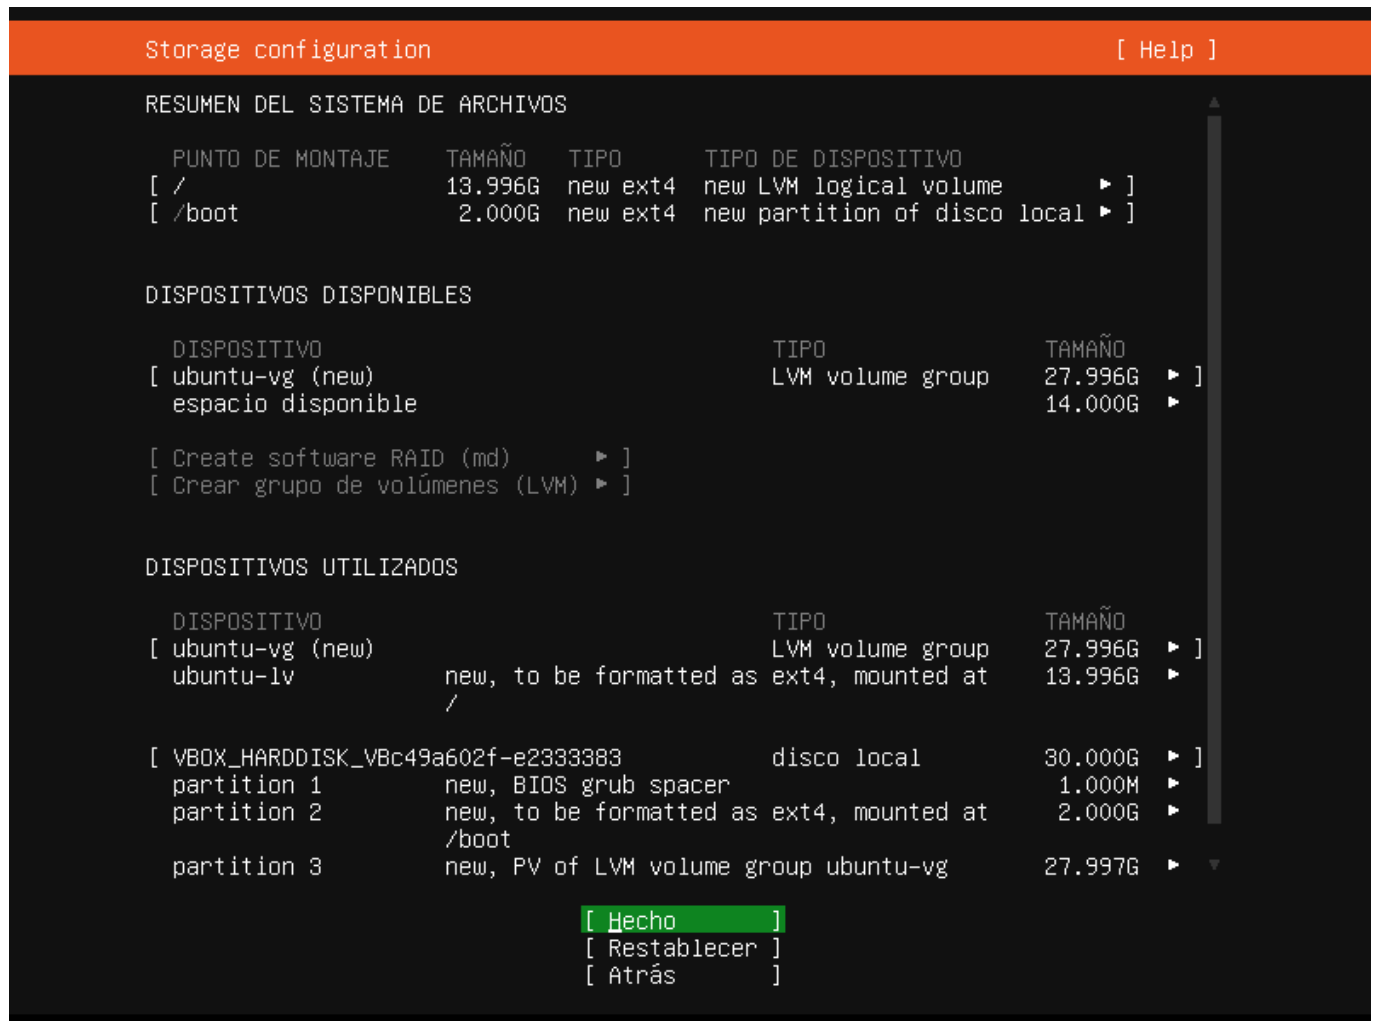 Storage configuration [ Help ]
RESUMEN DEL SISTEMA DE ARCHIVOS
PUNTO DE MONTAJE TAMAÑO TIPO TIPO DE DISPOSITIVO
[ / 13.996G new ext4 new LVM logical volume ▸ ]
[ /boot 2.000G new ext4 new partition of disco local ▸ ]
DISPOSITIVOS DISPONIBLES
DISPOSITIVO TIPO TAMAÑO
[ ubuntu-vg (new) LVM volume group 27.996G ▸ ]
espacio disponible 14.000G ▸
[ Create software RAID (md) ▸ ]
[ Crear grupo de volúmenes (LVM) ▸ ]
DISPOSITIVOS UTILIZADOS
DISPOSITIVO TIPO TAMAÑO
[ ubuntu-vg (new) LVM volume group 27.996G ▸ ]
ubuntu-lv new, to be formatted as ext4, mounted at 13.996G ▸
/
[ VBOX_HARDDISK_VBc49a602f-e2333383 disco local 30.000G ▸ ]
partition 1 new, BIOS grub spacer 1.000M ▸
partition 2 new, to be formatted as ext4, mounted at 2.000G ▸
/boot
partition 3 new, PV of LVM volume group ubuntu-vg 27.997G ▸
[ Hecho ]
[ Restablecer ]
[ Atrás ]